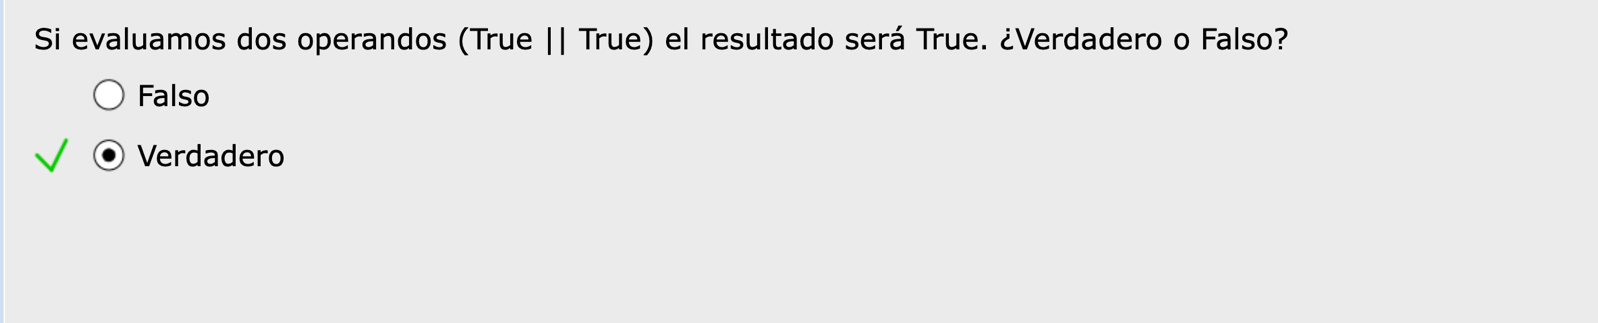 Si evaluamos dos operandos (True || True) el resultado será True. ¿Verdadero o Falso?
Falso
Verdadero